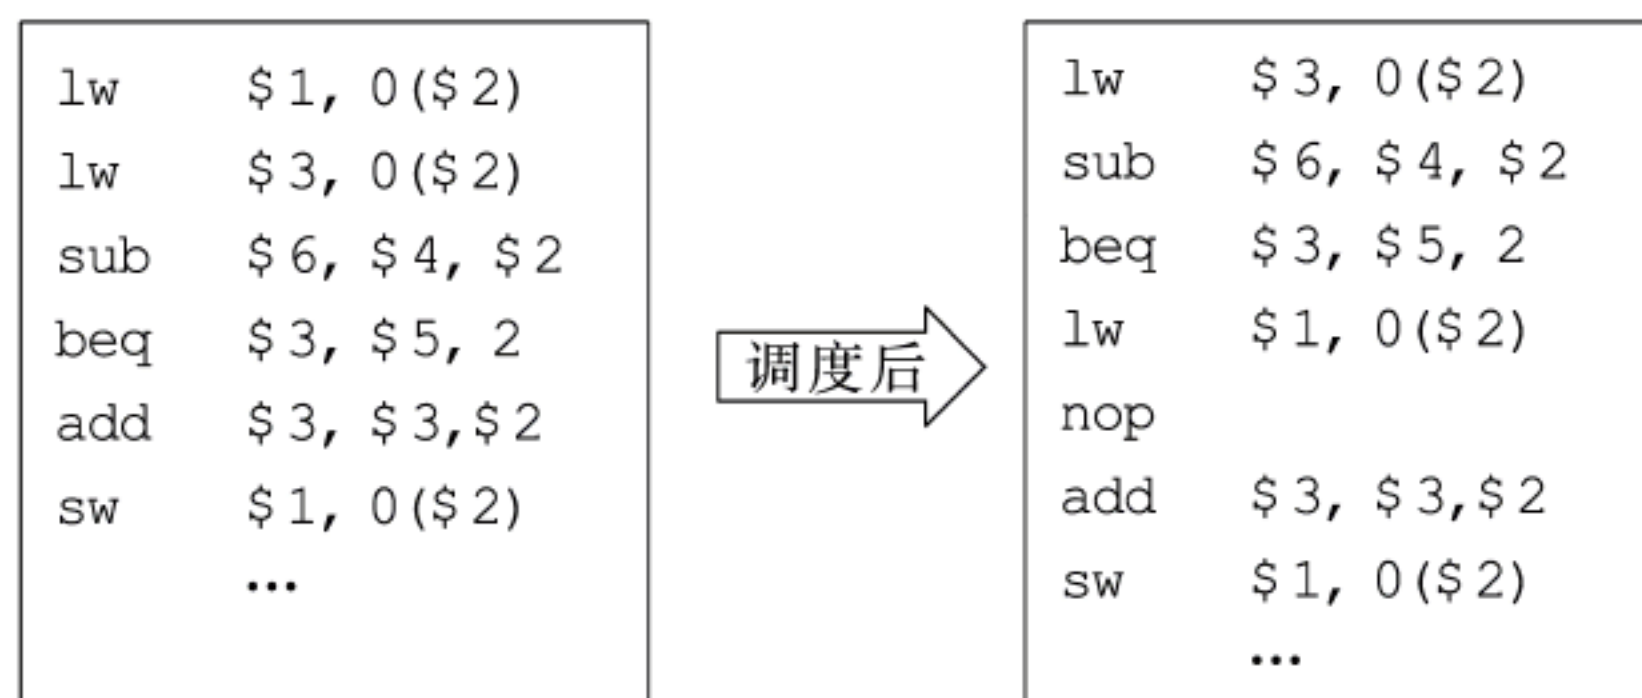 lw $1, 0($2)
lw $3, 0($2)
sub $6, $4, $2
beq $3, $5, 2
add $3, $3,$2
sw $1, 0($2)
…
调度后
lw $3, 0($2)
sub $6, $4, $2
beq $3, $5, 2
lw $1, 0($2)
nop
add $3, $3,$2
sw $1, 0($2)
…